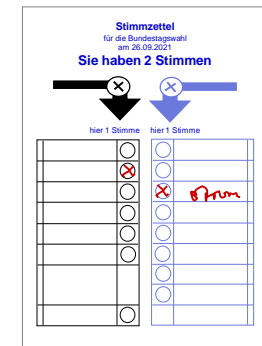 Stimmzettel
für die Bundestagswahl
am 26.09.2021
Sie haben 2 Stimmen
hier 1 Stimme
hier 1 Stimme